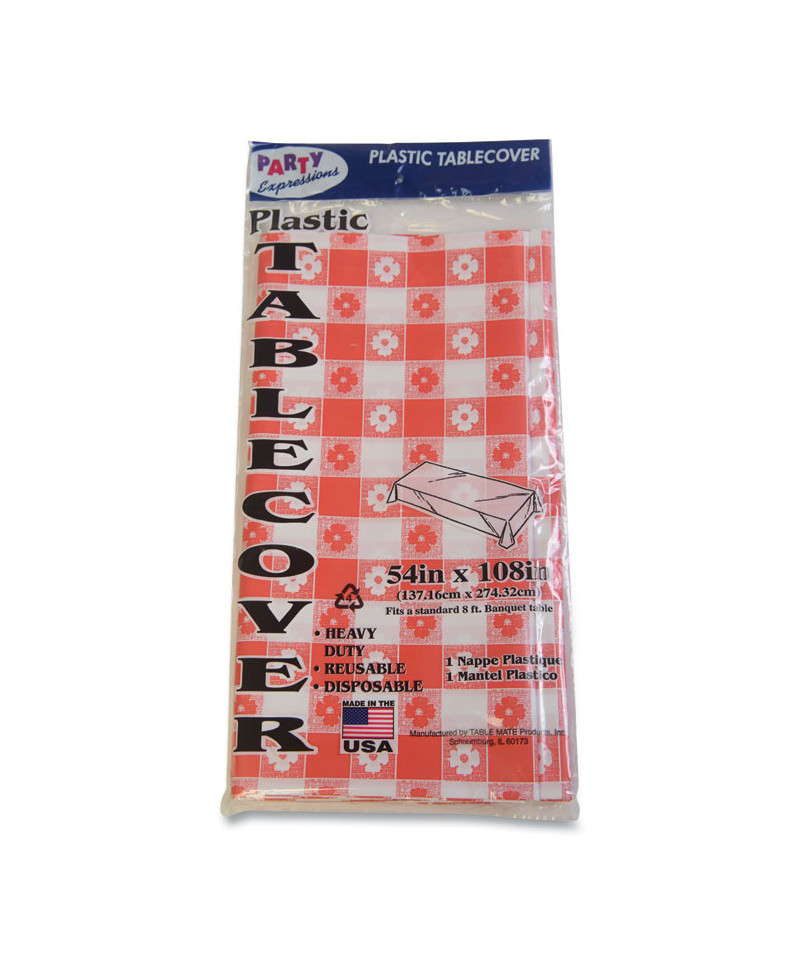 PARTY
Expressions
PLASTIC TABLECOVER
Plastic
TABLECOVER
54in x 108in
(137.16cm x 274.32cm)
Fits a standard 8 ft. Banquet table
4
• HEAVY
DUTY
• REUSABLE
• DISPOSABLE
1 Nappe Plastique
1 Mantel Plastico
MADE IN THE
USA
Manufactured by TABLE MATE Products, Inc.
Schaumburg, IL 60173